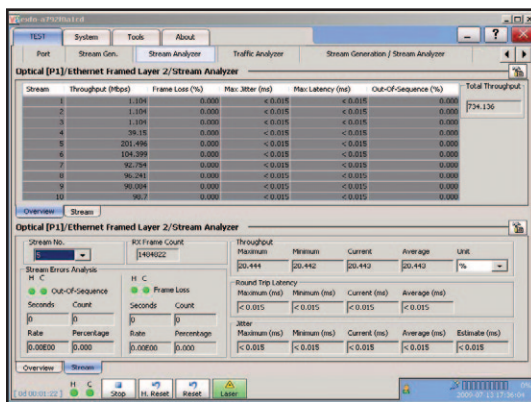 TEST System Tools About
Port Stream Gen. Stream Analyzer Traffic Analyzer Stream Generation / Stream Analyzer
Optical [P1]/Ethernet Framed Layer 2/Stream Analyzer
Stream Throughput (Mbps) Frame Loss (%) Max Jitter (ms) Max Latency (ms) Out-Of-Sequence (%) Total Throughput
1 1.104 0.000 < 0.015 < 0.015 0.000 734.136
2 1.104 0.000 < 0.015 < 0.015 0.000
3 1.104 0.000 < 0.015 < 0.015 0.000
4 39.15 0.000 < 0.015 < 0.015 0.000
5 201.496 0.000 < 0.015 < 0.015 0.000
6 104.399 0.000 < 0.015 < 0.015 0.000
7 92.754 0.000 < 0.015 < 0.015 0.000
8 96.241 0.000 < 0.015 < 0.015 0.000
9 98.084 0.000 < 0.015 < 0.015 0.000
10 98.7 0.000 < 0.015 < 0.015 0.000
Overview Stream
Optical [P1]/Ethernet Framed Layer 2/Stream Analyzer
Stream No. RX Frame Count Throughput
5 1484822 Maximum Minimum Current Average Unit
20.444 20.442 20.443 20.443 %
Stream Errors Analysis
H C H C Round Trip Latency
Out-Of-Sequence Frame Loss Maximum (ms) Minimum (ms) Current (ms) Average (ms)
Seconds Count Seconds Count < 0.015 < 0.015 < 0.015 < 0.015
0 0 0 0 Jitter
Rate Percentage Rate Percentage Maximum (ms) Minimum (ms) Current (ms) Average (ms) Estimate (ms)
0.00E00 0.000 0.00E00 0.000 < 0.015 < 0.015 < 0.015 < 0.015 < 0.015
Overview Stream
[ 0d 00:01:22 ] H C Stop H. Reset Reset Laser 0%